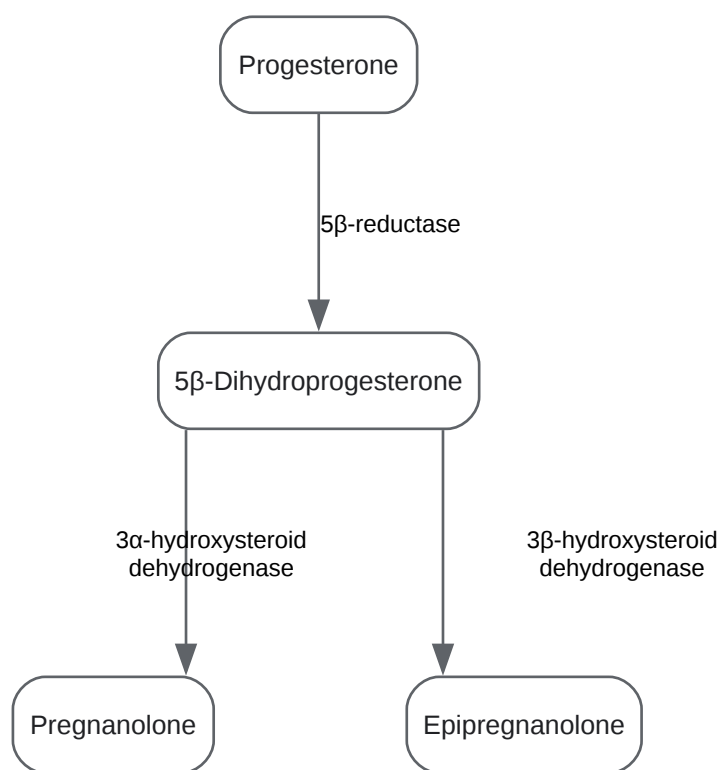 Progesterone
5β-reductase
5β-Dihydroprogesterone
3α-hydroxysteroid
dehydrogenase
3β-hydroxysteroid
dehydrogenase
Pregnanolone
Epipregnanolone